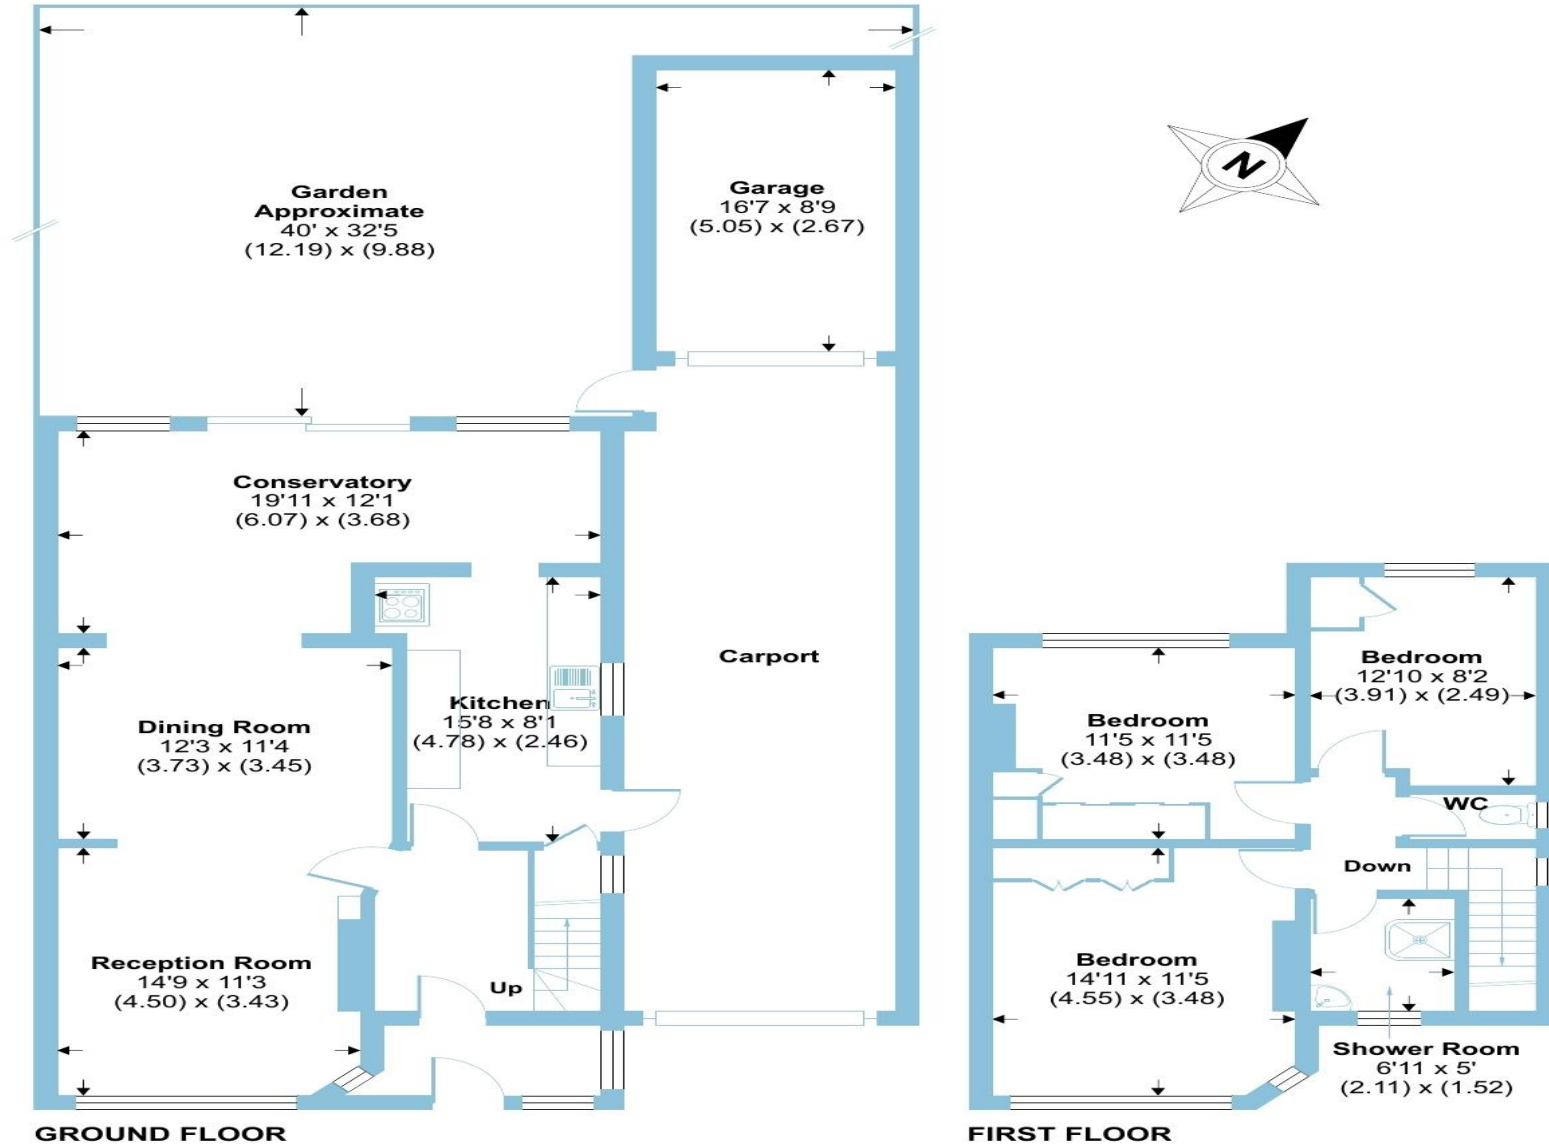 Garden
Approximate
40' x 32'5
(12.19) x (9.88)
Garage
16'7 x 8'9
(5.05) x (2.67)
N
Conservatory
19'11 x 12'1
(6.07) x (3.68)
Carport
Kitchen
15'8 x 8'1
(4.78) x (2.46)
Dining Room
12'3 x 11'4
(3.73) x (3.45)
Reception Room
14'9 x 11'3
(4.50) x (3.43)
Up
GROUND FLOOR
Bedroom
12'10 x 8'2
(3.91) x (2.49)
Bedroom
11'5 x 11'5
(3.48) x (3.48)
WC
Down
Bedroom
14'11 x 11'5
(4.55) x (3.48)
Shower Room
6'11 x 5'
(2.11) x (1.52)
FIRST FLOOR